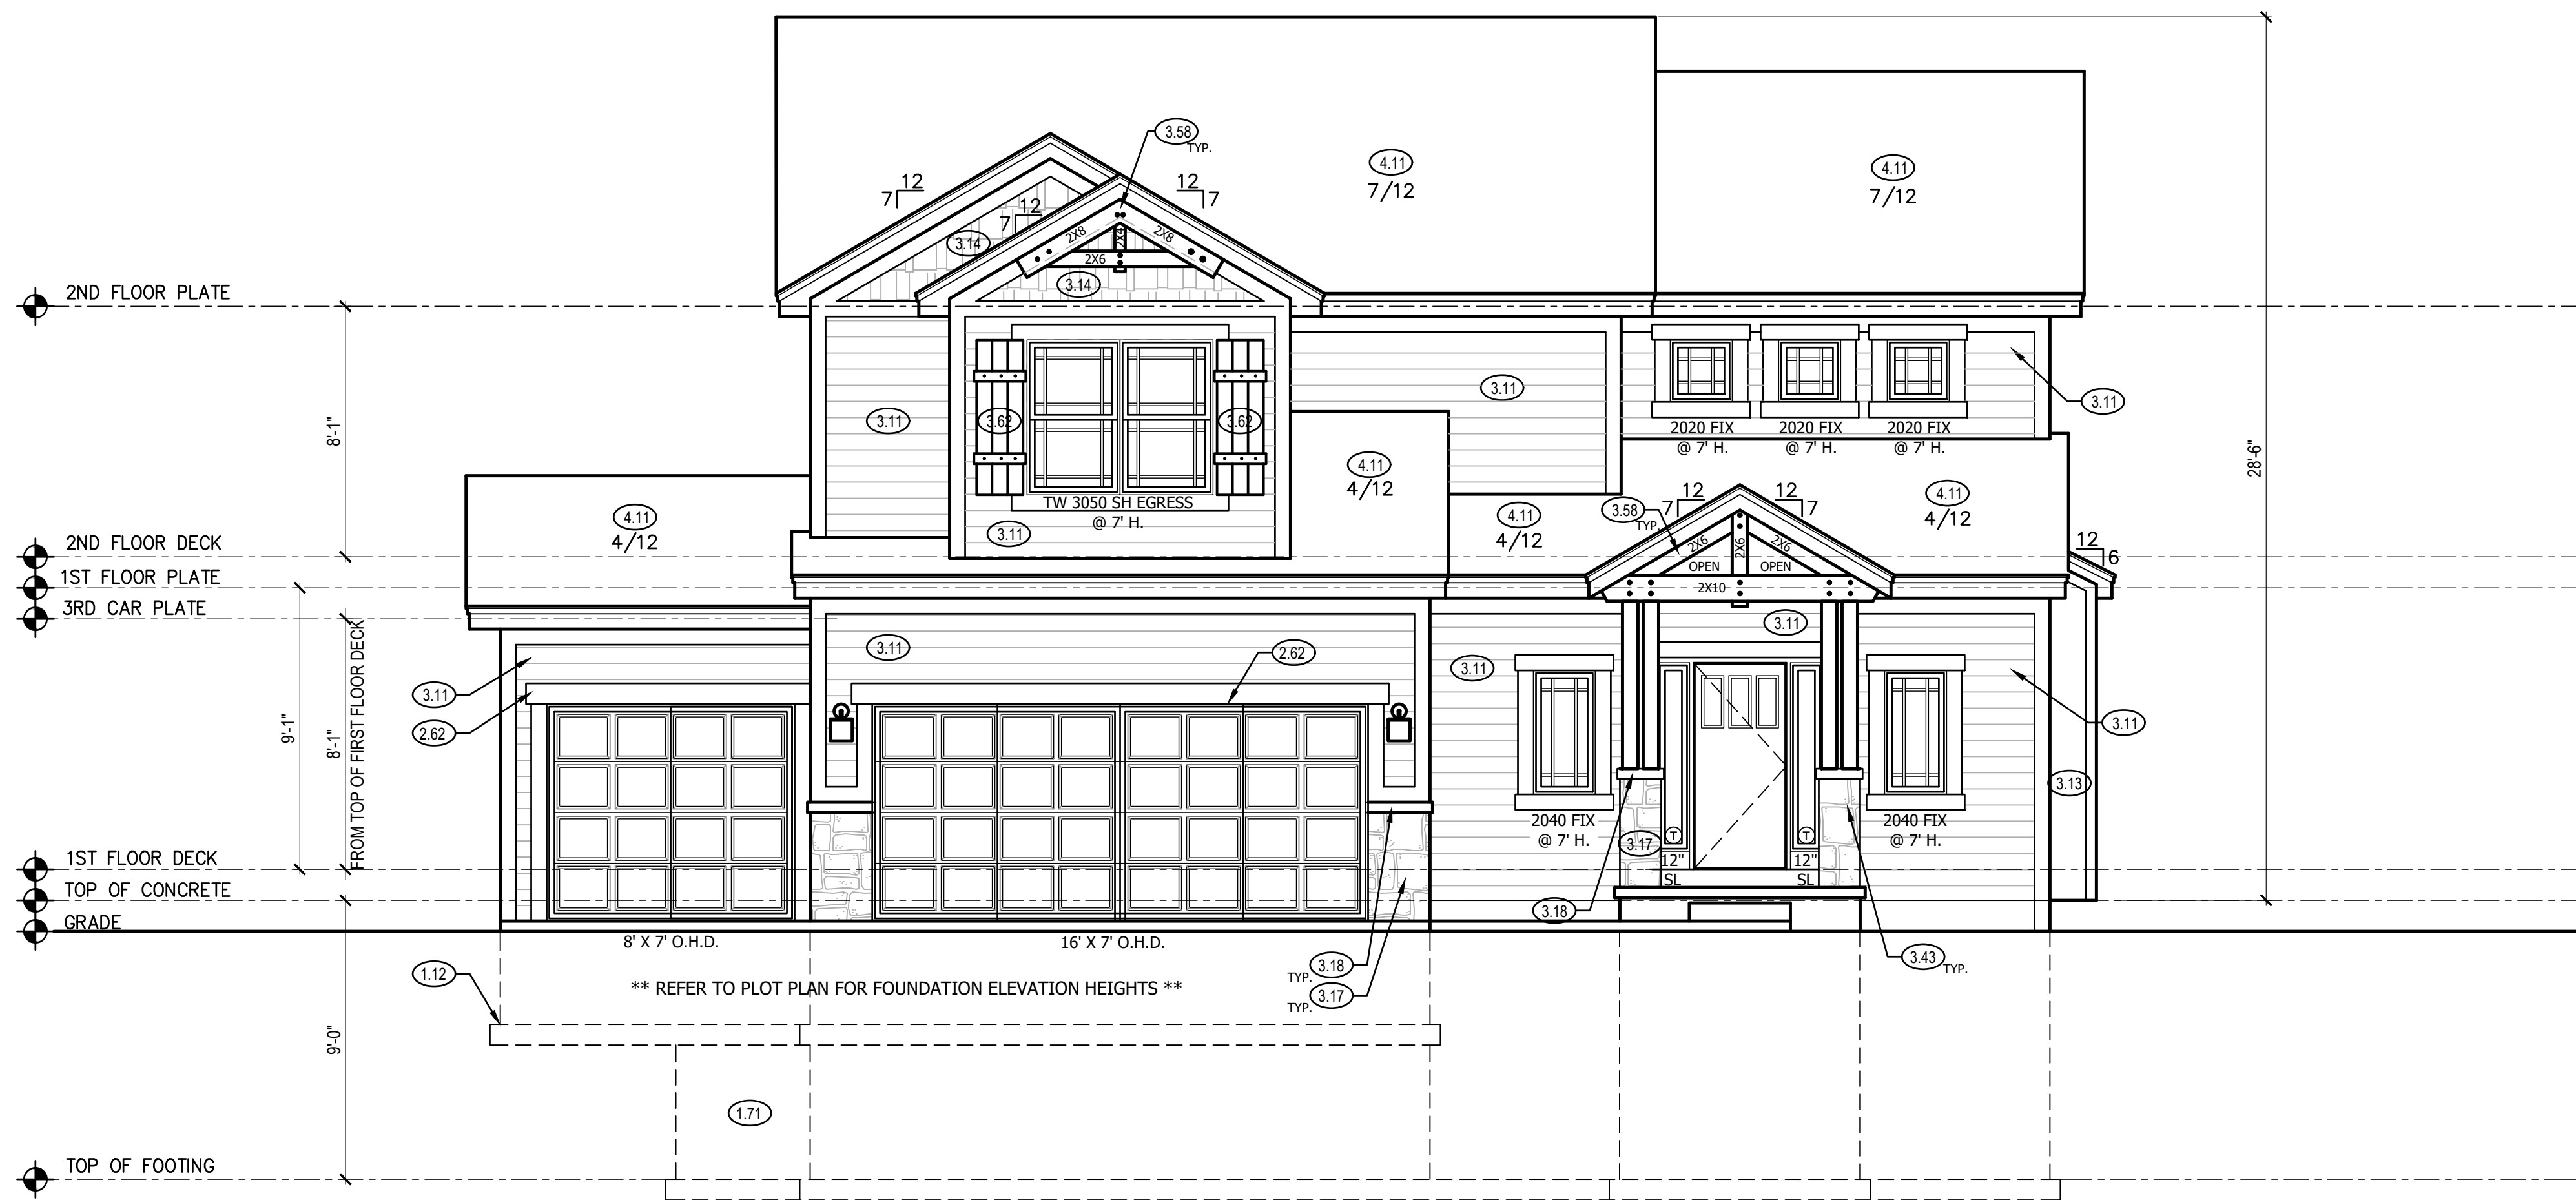 3.58
TYP.
4.11
7/12
4.11
7/12
12
7
12
7
12
7
3.14
2X8
2X4
2X8
2X6
3.14
2ND FLOOR PLATE
8'-1"
28'-6"
3.11
3.62
3.62
3.11
3.11
2020 FIX
@ 7' H.
2020 FIX
@ 7' H.
2020 FIX
@ 7' H.
4.11
4/12
TW 3050 SH EGRESS
@ 7' H.
3.11
4.11
4/12
4.11
4/12
3.58
TYP.
12
7
12
7
4.11
4/12
12
6
2X6
2X6
2X6
OPEN
OPEN
2X10
2ND FLOOR DECK
1ST FLOOR PLATE
3RD CAR PLATE
9'-1"
8'-1"
FROM TOP OF FIRST FLOOR DECK
3.11
2.62
3.11
2.62
3.11
3.11
3.11
3.13
2040 FIX
@ 7' H.
2040 FIX
@ 7' H.
3.17
T
T
12"
SL
12"
SL
1ST FLOOR DECK
TOP OF CONCRETE
GRADE
3.18
8' X 7' O.H.D.
16' X 7' O.H.D.
3.43
TYP.
1.12
** REFER TO PLOT PLAN FOR FOUNDATION ELEVATION HEIGHTS **
TYP.
3.18
TYP.
3.17
9'-0"
1.71
TOP OF FOOTING